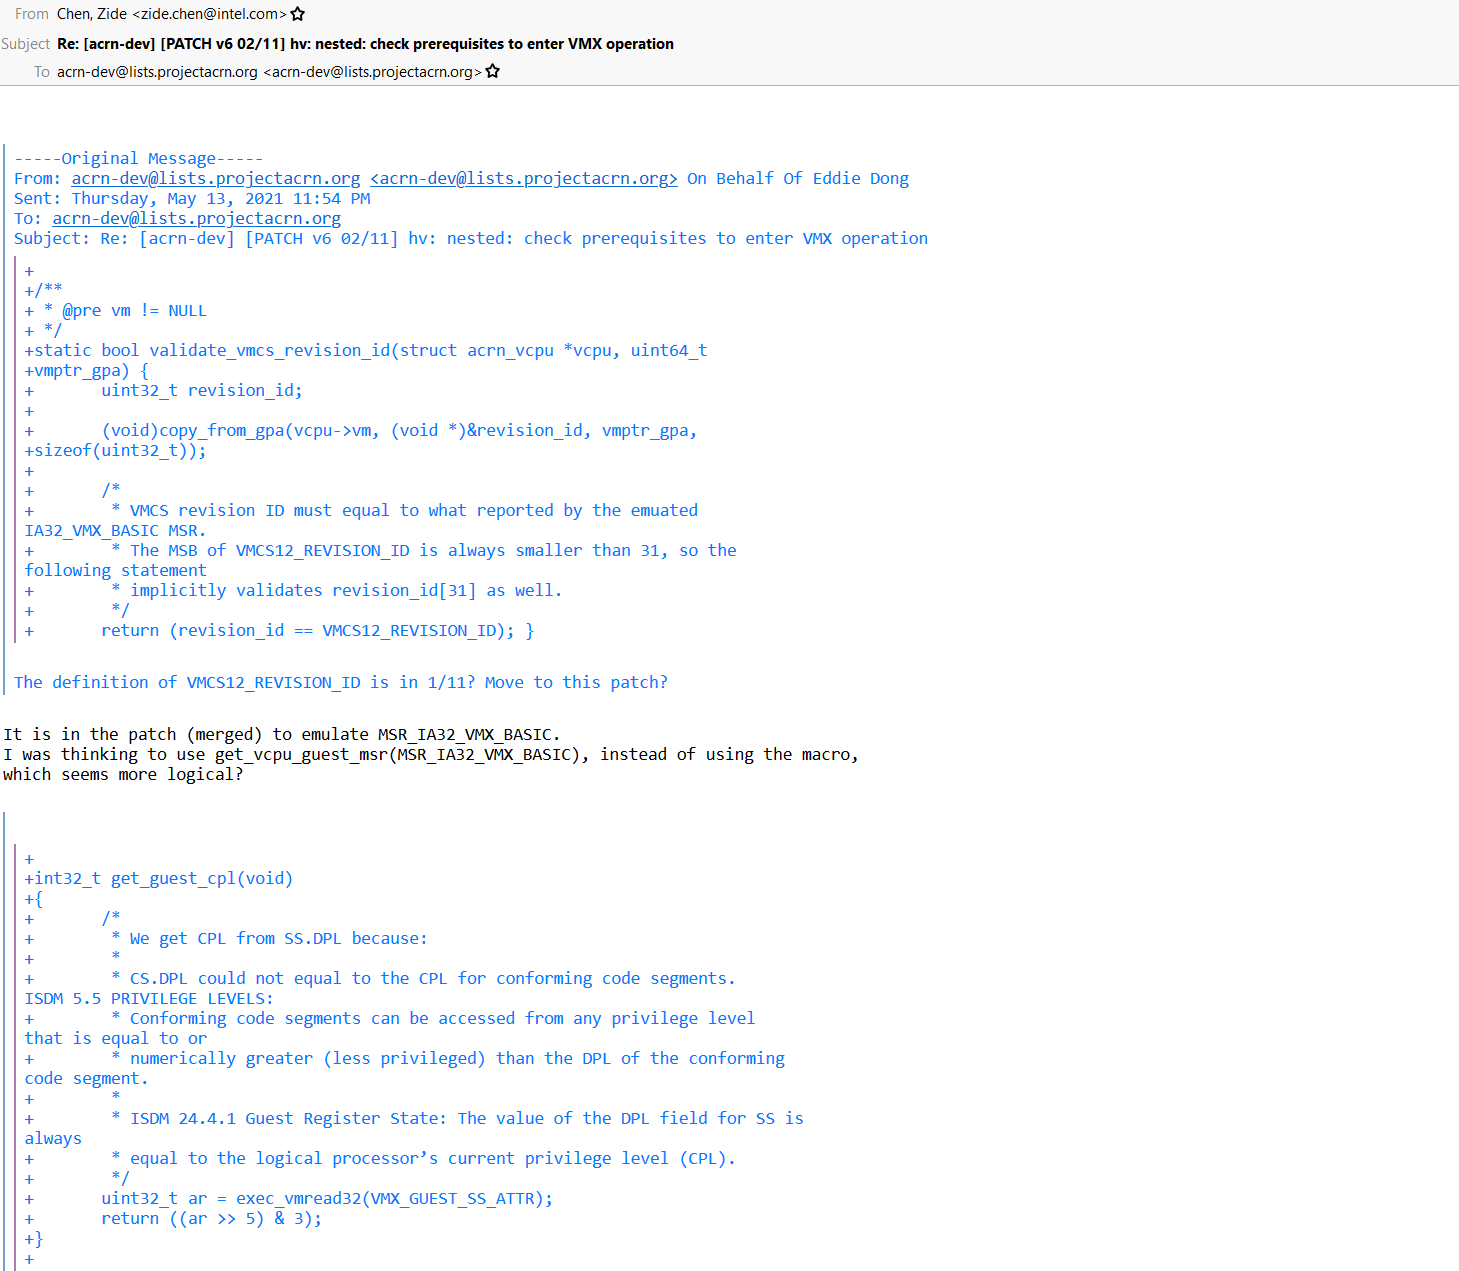 From Chen, Zide <zide.chen@intel.com>
Subject Re: [acrn-dev] [PATCH v6 02/11] hv: nested: check prerequisites to enter VMX operation
To acrn-dev@lists.projectacrn.org <acrn-dev@lists.projectacrn.org>
-----Original Message-----
From: acrn-dev@lists.projectacrn.org <acrn-dev@lists.projectacrn.org> On Behalf Of Eddie Dong
Sent: Thursday, May 13, 2021 11:54 PM
To: acrn-dev@lists.projectacrn.org
Subject: Re: [acrn-dev] [PATCH v6 02/11] hv: nested: check prerequisites to enter VMX operation
+
+/**
+ * @pre vm != NULL
+ */
+static bool validate_vmcs_revision_id(struct acrn_vcpu *vcpu, uint64_t
+vmptr_gpa) {
+       uint32_t revision_id;
+
+       (void)copy_from_gpa(vcpu->vm, (void *)&revision_id, vmptr_gpa,
+sizeof(uint32_t));
+
+       /*
+        * VMCS revision ID must equal to what reported by the emuated
IA32_VMX_BASIC MSR.
+        * The MSB of VMCS12_REVISION_ID is always smaller than 31, so the
following statement
+        * implicitly validates revision_id[31] as well.
+        */
+       return (revision_id == VMCS12_REVISION_ID); }
The definition of VMCS12_REVISION_ID is in 1/11? Move to this patch?
It is in the patch (merged) to emulate MSR_IA32_VMX_BASIC.
I was thinking to use get_vcpu_guest_msr(MSR_IA32_VMX_BASIC), instead of using the macro,
which seems more logical?
+
+int32_t get_guest_cpl(void)
+{
+       /*
+        * We get CPL from SS.DPL because:
+        *
+        * CS.DPL could not equal to the CPL for conforming code segments.
ISDM 5.5 PRIVILEGE LEVELS:
+        * Conforming code segments can be accessed from any privilege level
that is equal to or
+        * numerically greater (less privileged) than the DPL of the conforming
code segment.
+        *
+        * ISDM 24.4.1 Guest Register State: The value of the DPL field for SS is
always
+        * equal to the logical processor’s current privilege level (CPL).
+        */
+       uint32_t ar = exec_vmread32(VMX_GUEST_SS_ATTR);
+       return ((ar >> 5) & 3);
+}
+